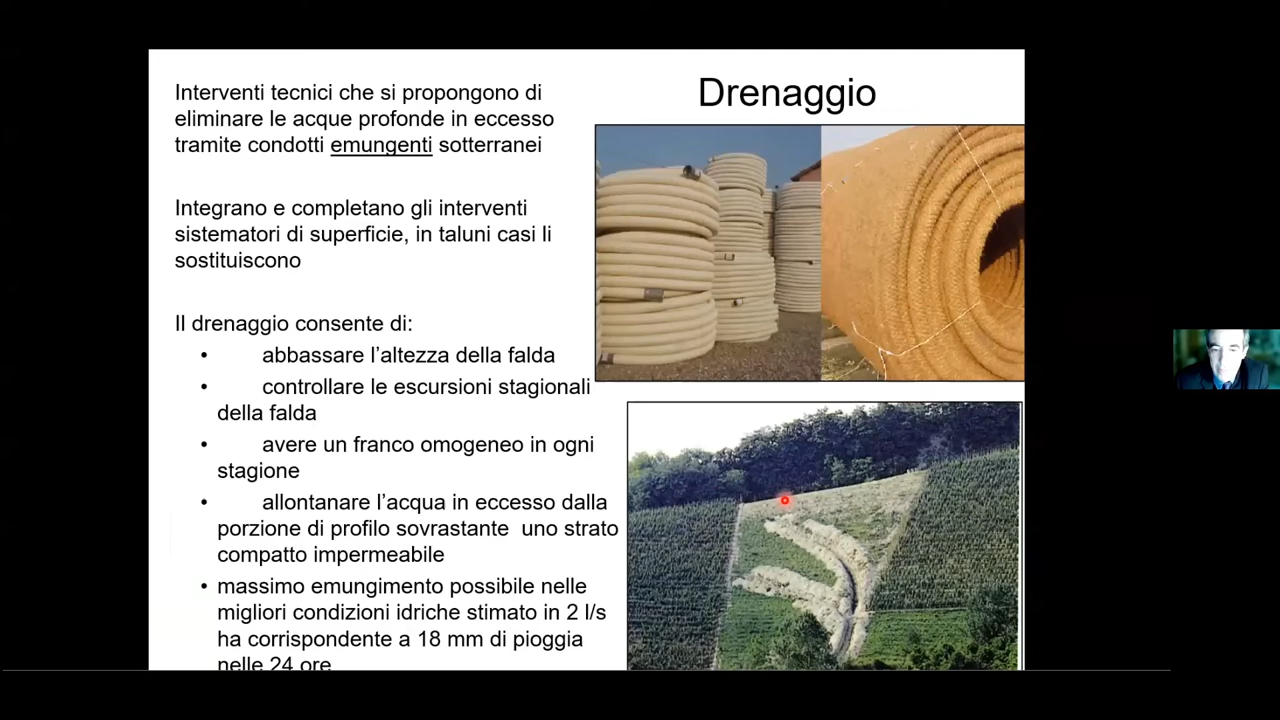 Drenaggio
Interventi tecnici che si propongono di
eliminare le acque profonde in eccesso
tramite condotti emungenti sotterranei
Integrano e completano gli interventi
sistematori di superficie, in taluni casi li
sostituiscono
Il drenaggio consente di:
• abbassare l’altezza della falda
• controllare le escursioni stagionali
della falda
• avere un franco omogeneo in ogni
stagione
• allontanare l’acqua in eccesso dalla
porzione di profilo sovrastante uno strato
compatto impermeabile
• massimo emungimento possibile nelle
migliori condizioni idriche stimato in 2 l/s
ha corrispondente a 18 mm di pioggia
nelle 24 ore